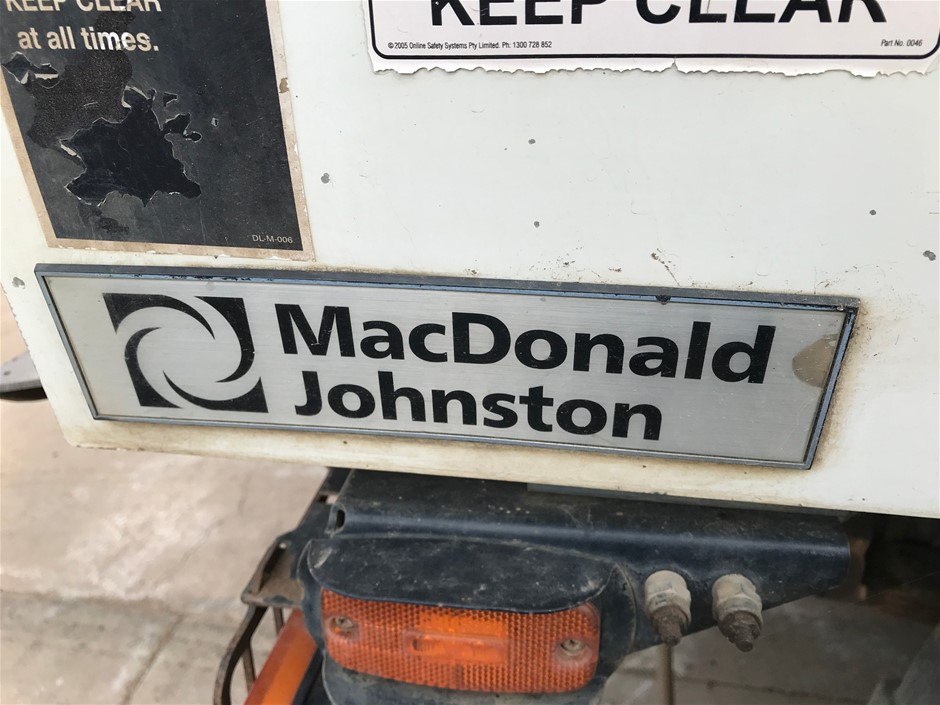 KEEP CLEAR
at all times.
DL-M-006
KEEP CLEAR
©2005 Online Safety Systems Pty Limited. Ph: 1300 728 852
Part No. 0046
MacDonald
Johnston